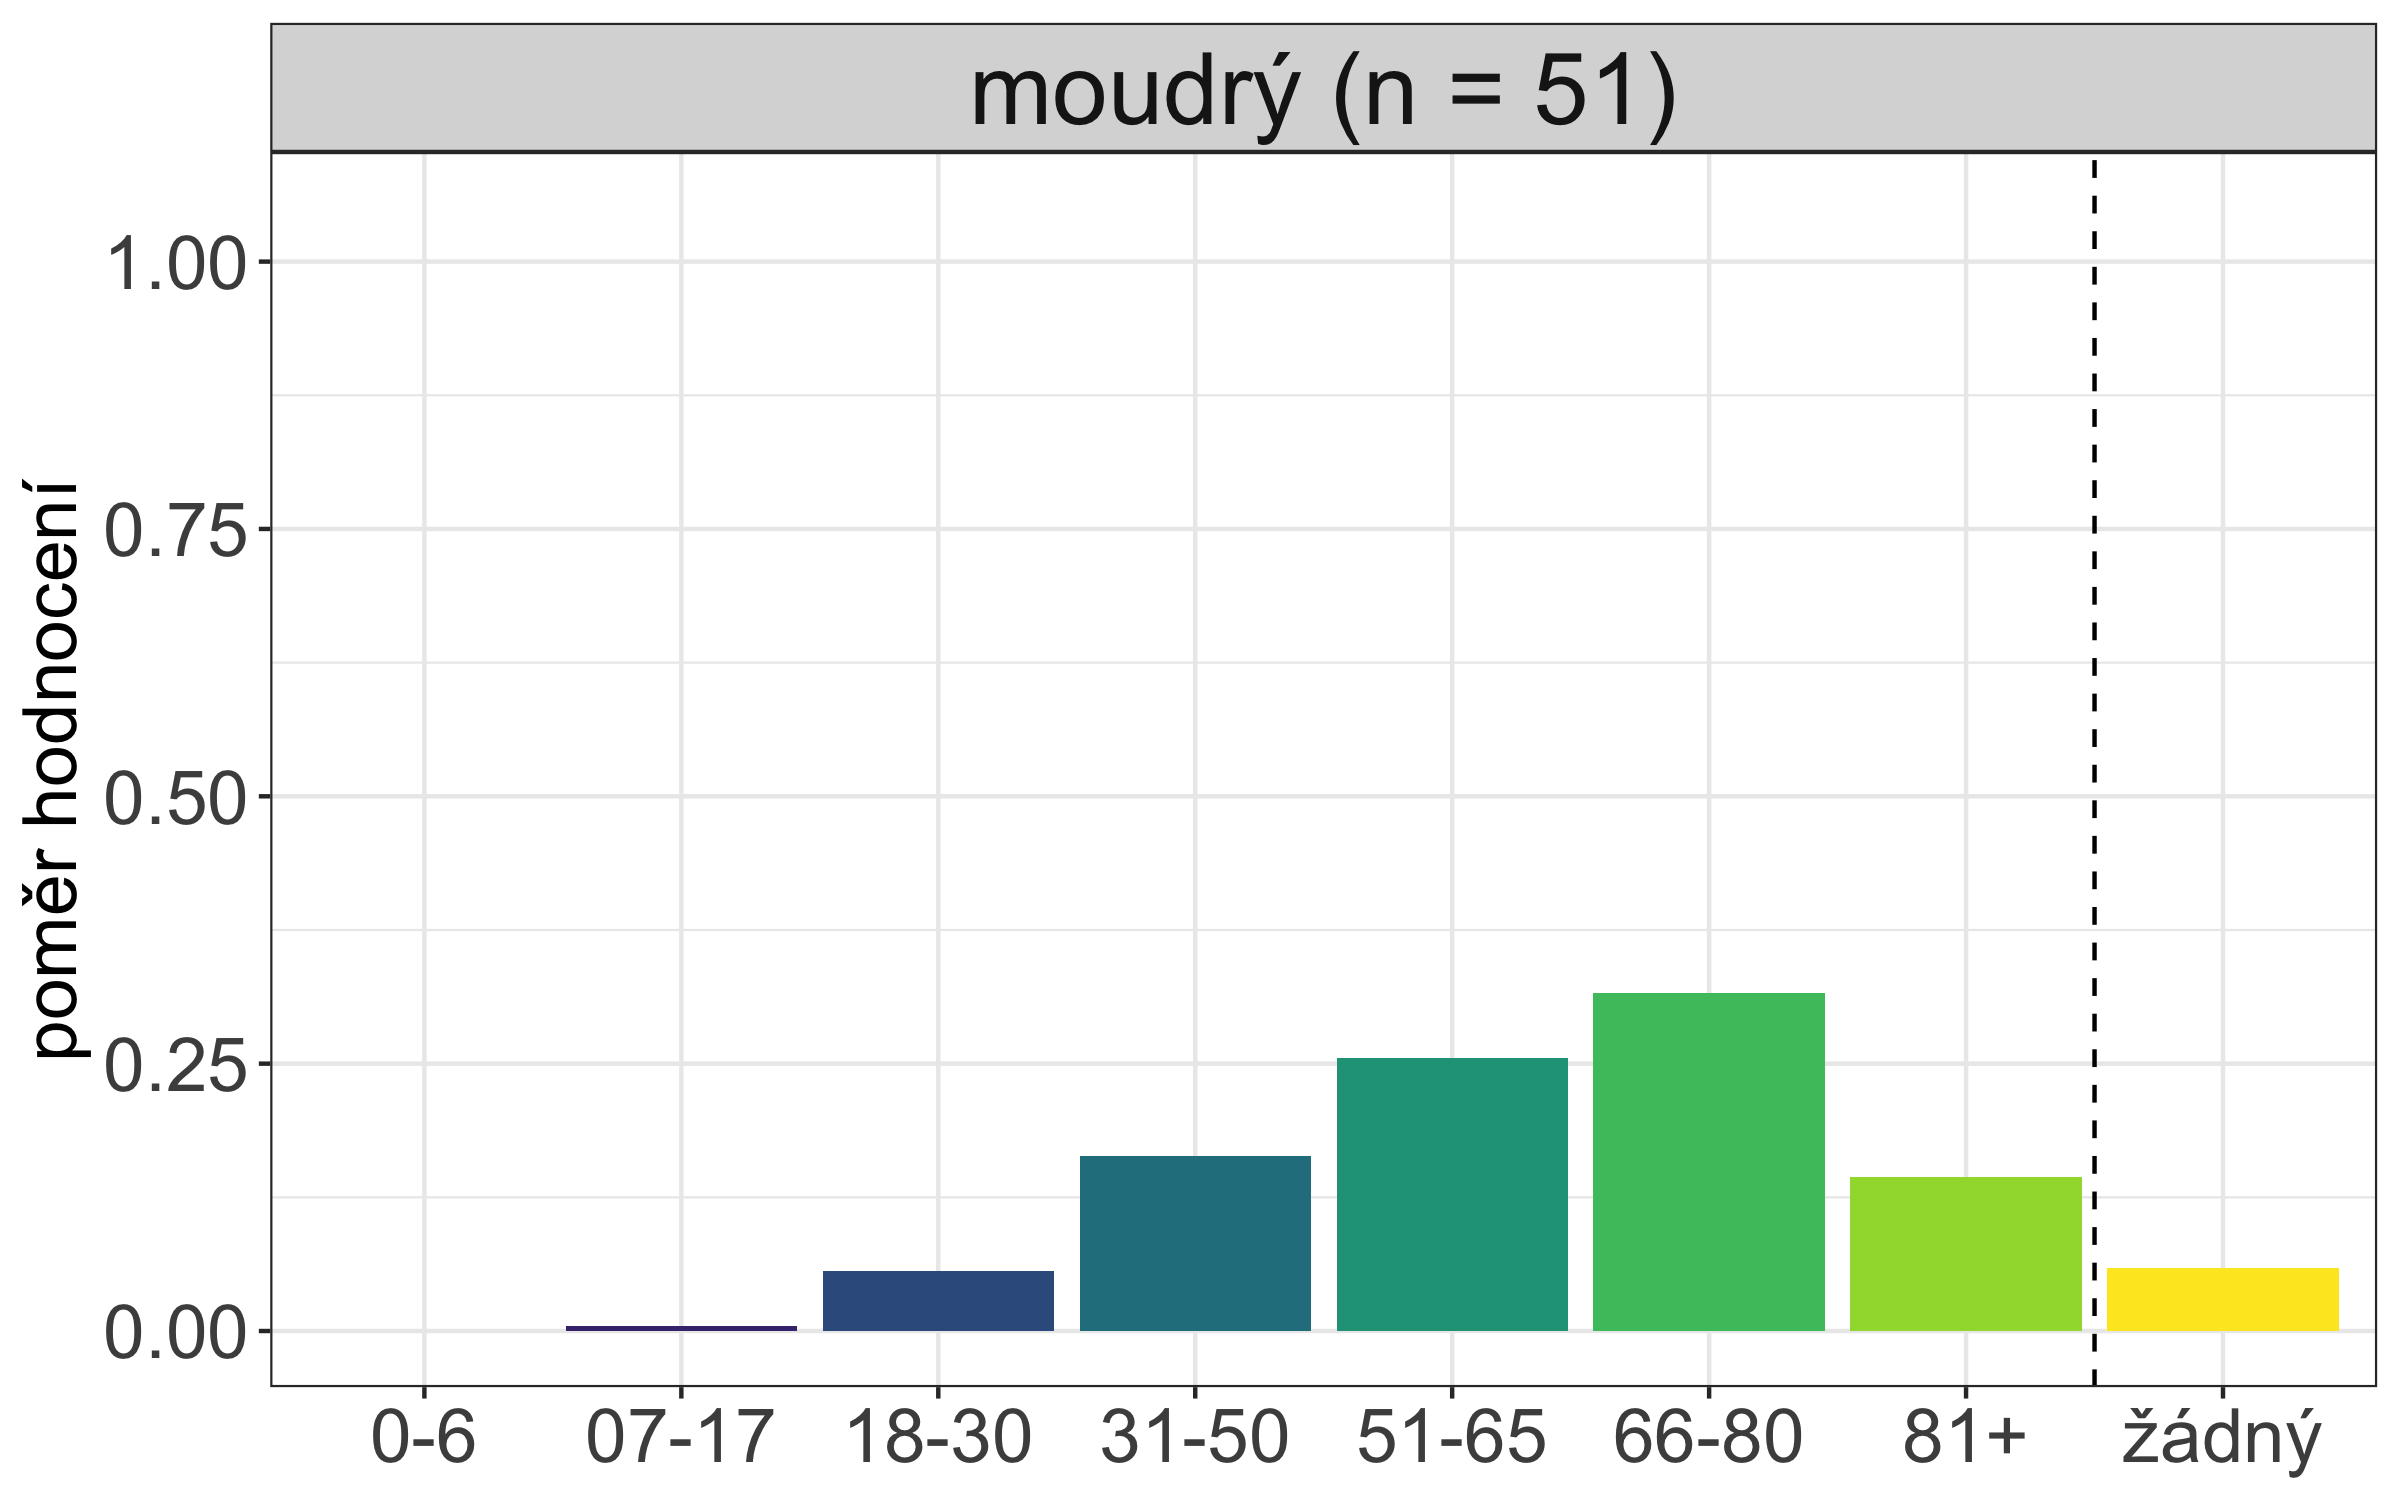 moudrý (n = 51)
poměr hodnocení
1.00
0.75
0.50
0.25
0.00
0-6 07-17 18-30 31-50 51-65 66-80 81+ žádný